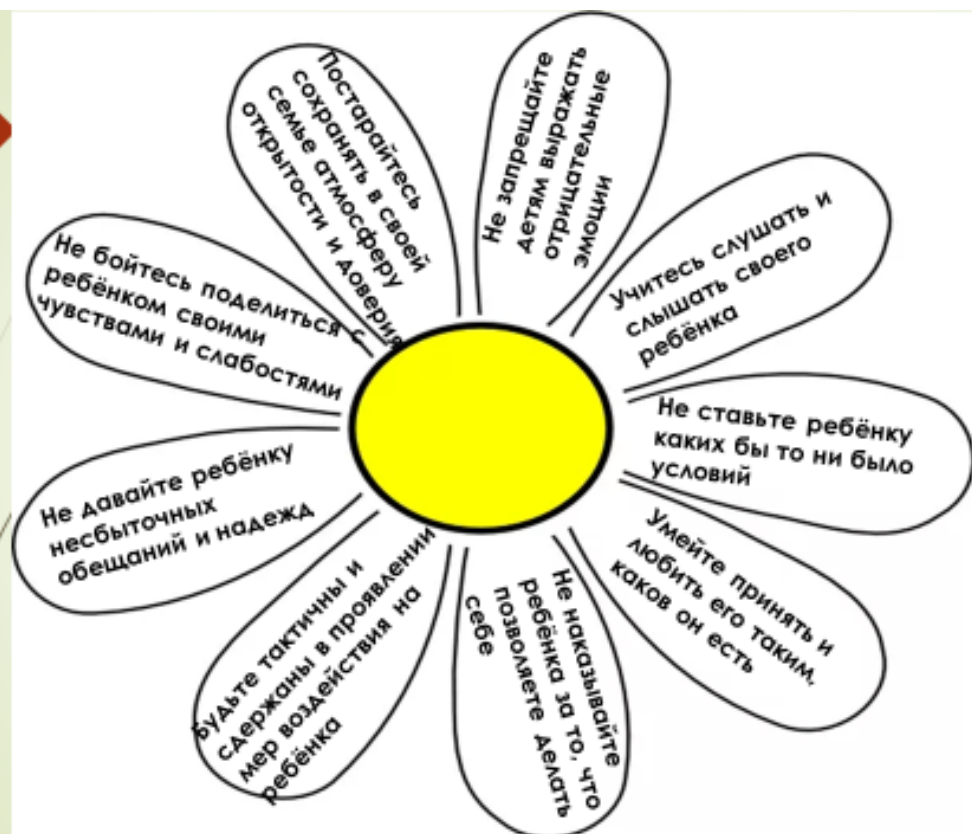 Постарайтесь
сохранять в своей
семье атмосферу
открытости и доверия
Не запрещайте
детям выражать
отрицательные
эмоции
Учитесь слушать и
слышать своего
ребёнка
Не ставьте ребёнку
каких бы то ни было
условий
Умейте принять и
любить его таким,
каков он есть
Не наказывайте
ребёнка за то, что
позволяете делать
себе
Будьте тактичны и
сдержаны в проявлении
мер воздействия на
ребёнка
Не давайте ребёнку
несбыточных
обещаний и надежд
Не бойтесь поделиться с
ребёнком своими
чувствами и слабостями